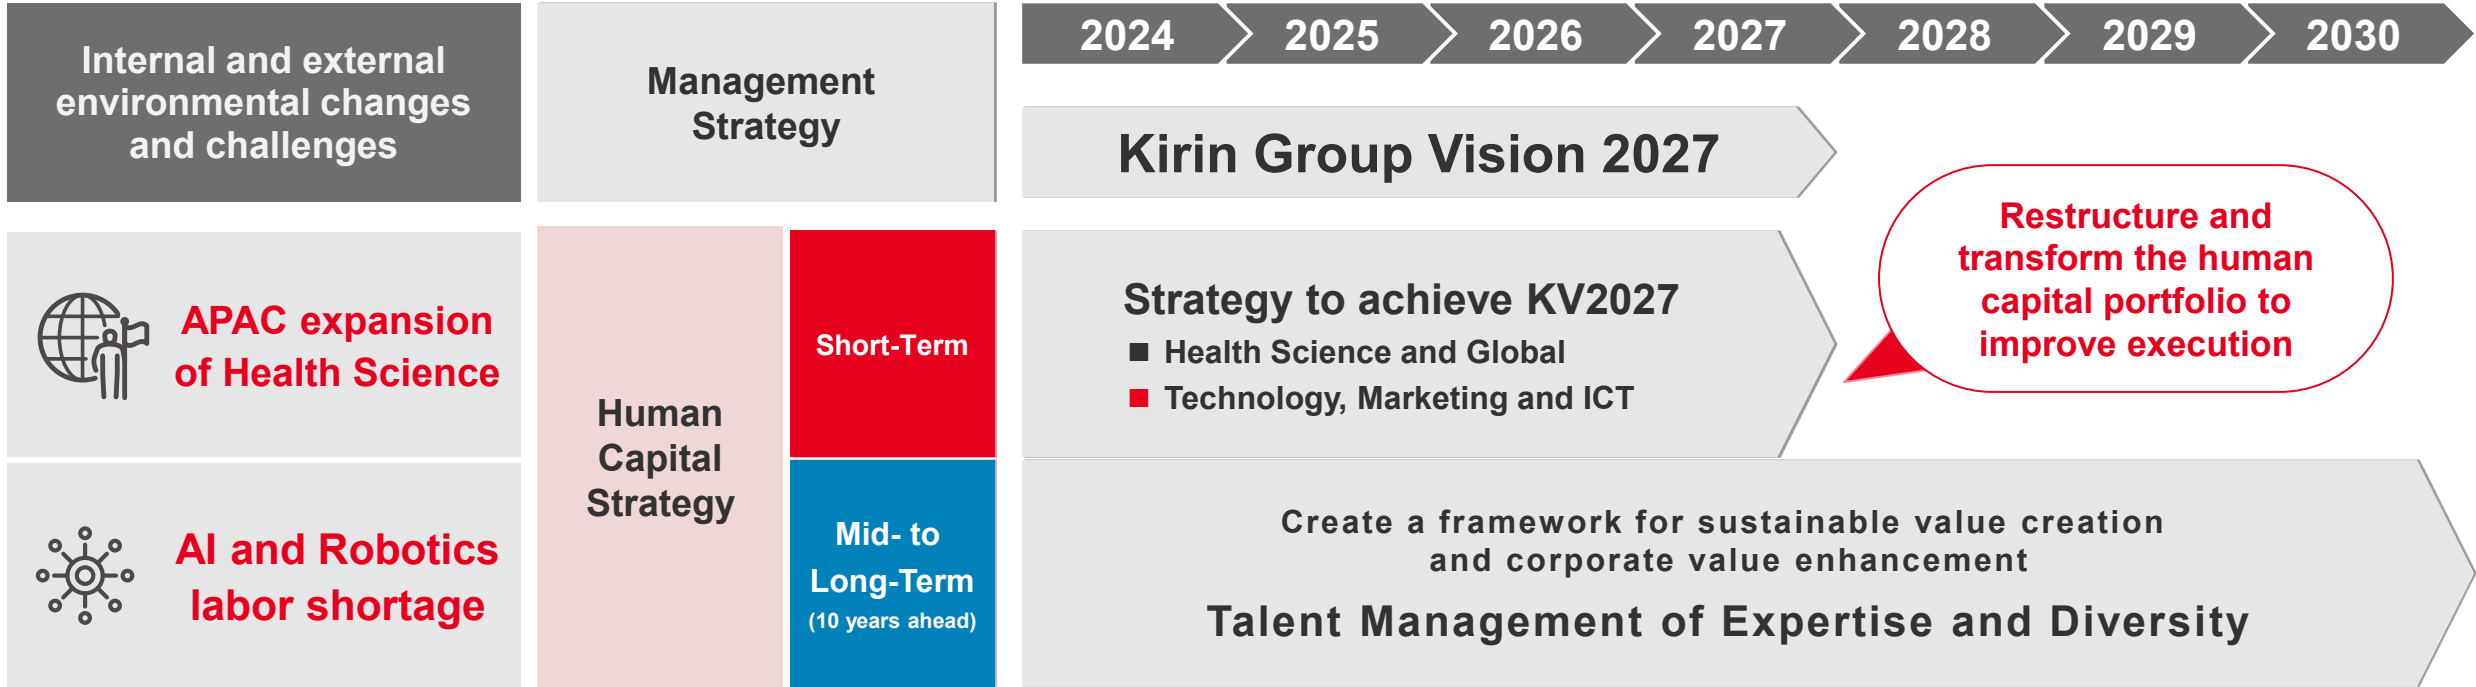 Internal and external
environmental changes
and challenges
Management
Strategy
2024
2025
2026
2027
2028
2029
2030
Kirin Group Vision 2027
APAC expansion
of Health Science
Human
Capital
Strategy
Short-Term
Strategy to achieve KV2027
■ Health Science and Global
■ Technology, Marketing and ICT
Restructure and
transform the human
capital portfolio to
improve execution
AI and Robotics
labor shortage
Mid- to
Long-Term
(10 years ahead)
Create a framework for sustainable value creation
and corporate value enhancement
Talent Management of Expertise and Diversity